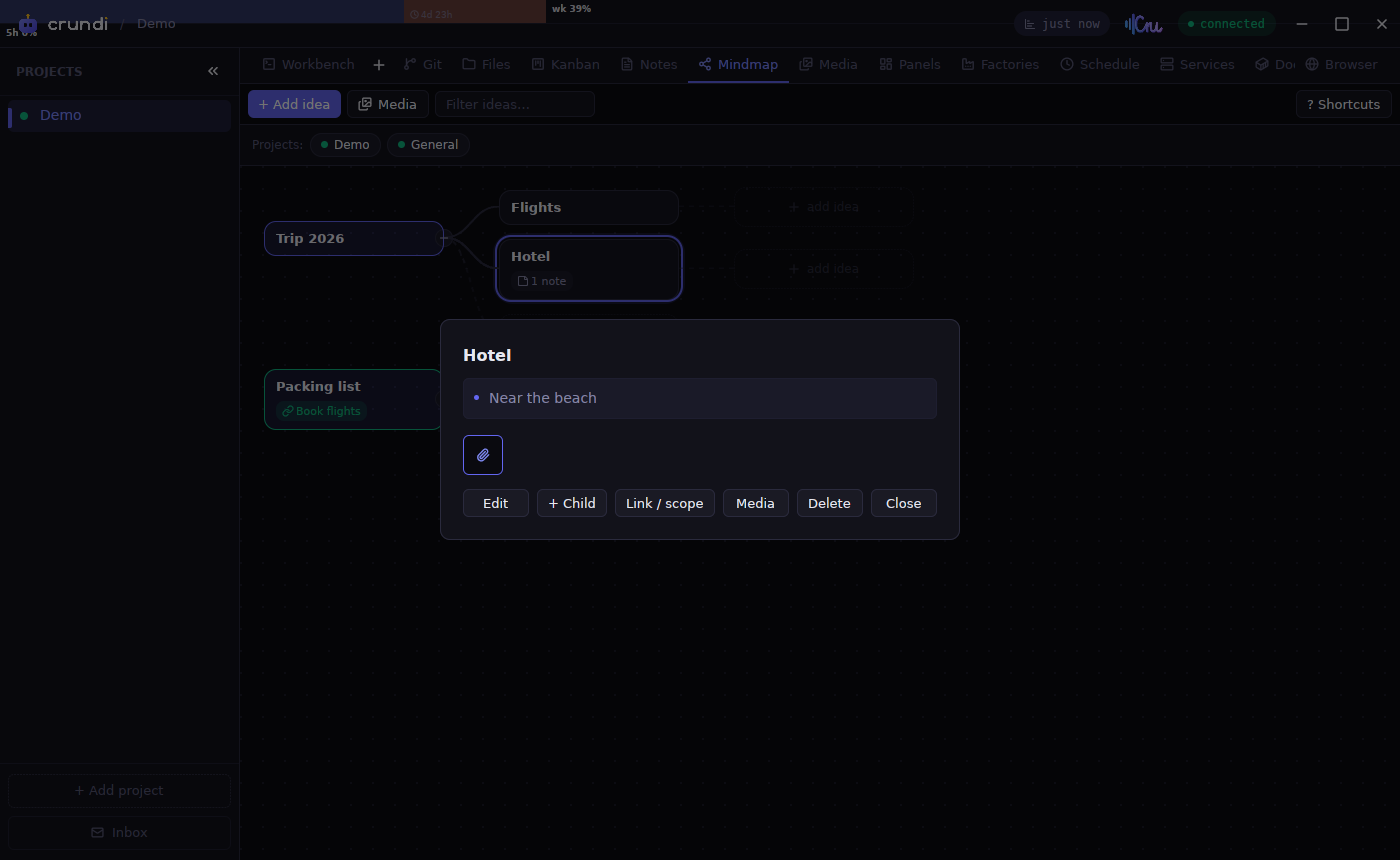 5h 6%
4d 23h
wk 39%
crundi / Demo
just now
Cru
connected
PROJECTS
Demo
+ Add project
Inbox
Workbench
Git
Files
Kanban
Notes
Mindmap
Media
Panels
Factories
Schedule
Services
Doc
Browser
+ Add idea
Media
Filter ideas...
? Shortcuts
Projects:
Demo
General
Trip 2026
Flights
+ add idea
Hotel
1 note
+ add idea
Packing list
Book flights
Hotel
Near the beach
Edit
+ Child
Link / scope
Media
Delete
Close